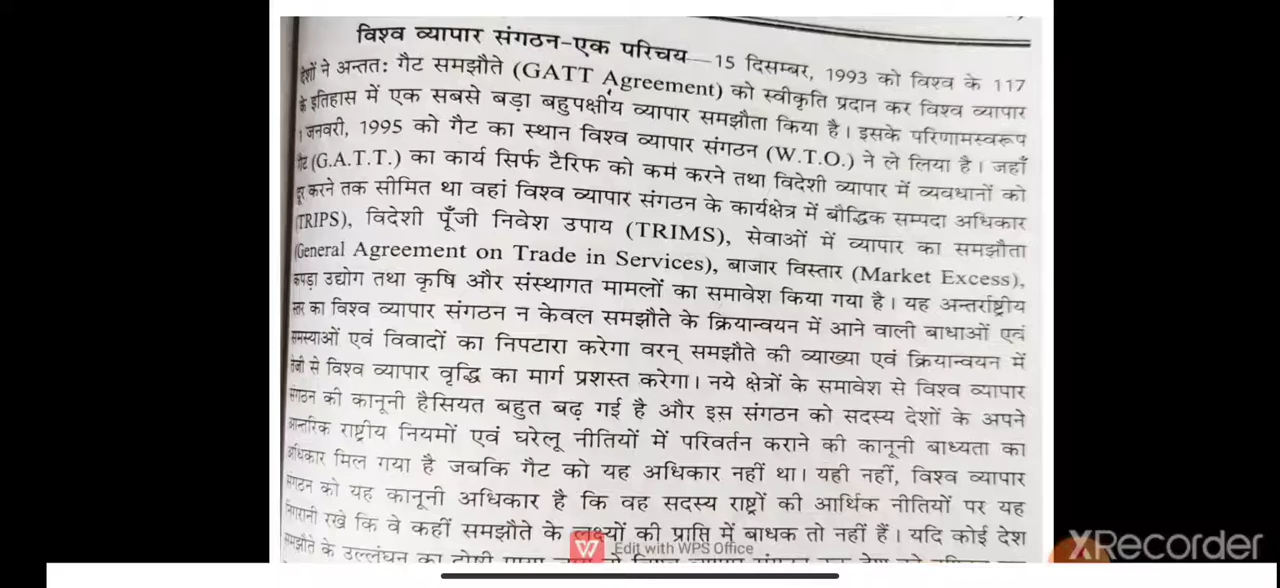 विश्व व्यापार संगठन-एक परिचय—15 दिसम्बर, 1993 को विश्व के 117
देशों ने अन्ततः गैट समझौते (GATT Agreement) को स्वीकृति प्रदान कर विश्व व्यापार
के इतिहास में एक सबसे बड़ा बहुपक्षीय व्यापार समझौता किया है। इसके परिणामस्वरूप
1 जनवरी, 1995 को गैट का स्थान विश्व व्यापार संगठन (W.T.O.) ने ले लिया है। जहाँ
गैट (G.A.T.T.) का कार्य सिर्फ टैरिफ को कम करने तथा विदेशी व्यापार में व्यवधानों को
दूर करने तक सीमित था वहां विश्व व्यापार संगठन के कार्यक्षेत्र में बौद्धिक सम्पदा अधिकार
(TRIPS), विदेशी पूँजी निवेश उपाय (TRIMS), सेवाओं में व्यापार का समझौता
(General Agreement on Trade in Services), बाजार विस्तार (Market Excess),
कपड़ा उद्योग तथा कृषि और संस्थागत मामलों का समावेश किया गया है। यह अन्तर्राष्ट्रीय
स्तर का विश्व व्यापार संगठन न केवल समझौते के क्रियान्वयन में आने वाली बाधाओं एवं
समस्याओं एवं विवादों का निपटारा करेगा वरन् समझौते की व्याख्या एवं क्रियान्वयन में
तेजी से विश्व व्यापार वृद्धि का मार्ग प्रशस्त करेगा। नये क्षेत्रों के समावेश से विश्व व्यापार
संगठन की कानूनी हैसियत बहुत बढ़ गई है और इस संगठन को सदस्य देशों के अपने
आन्तरिक राष्ट्रीय नियमों एवं घरेलू नीतियों में परिवर्तन कराने की कानूनी बाध्यता का
अधिकार मिल गया है जबकि गैट को यह अधिकार नहीं था। यही नहीं, विश्व व्यापार
संगठन को यह कानूनी अधिकार है कि वह सदस्य राष्ट्रों की आर्थिक नीतियों पर यह
निगरानी रखे कि वे कहीं समझौते के लक्ष्यों की प्राप्ति में बाधक तो नहीं हैं। यदि कोई देश
समझौते के उल्लंघन का दोषी
Edit with WPS Office
XRecorder